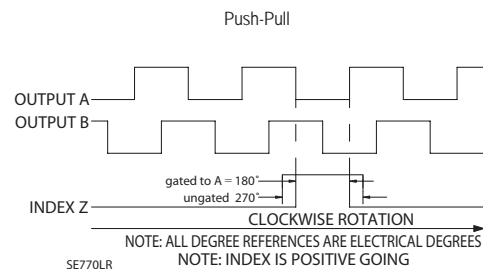 Push-Pull
OUTPUT A
OUTPUT B
gated to A = 180°
ungated 270°
INDEX Z
CLOCKWISE ROTATION
NOTE: ALL DEGREE REFERENCES ARE ELECTRICAL DEGREES
SE770LR
NOTE: INDEX IS POSITIVE GOING